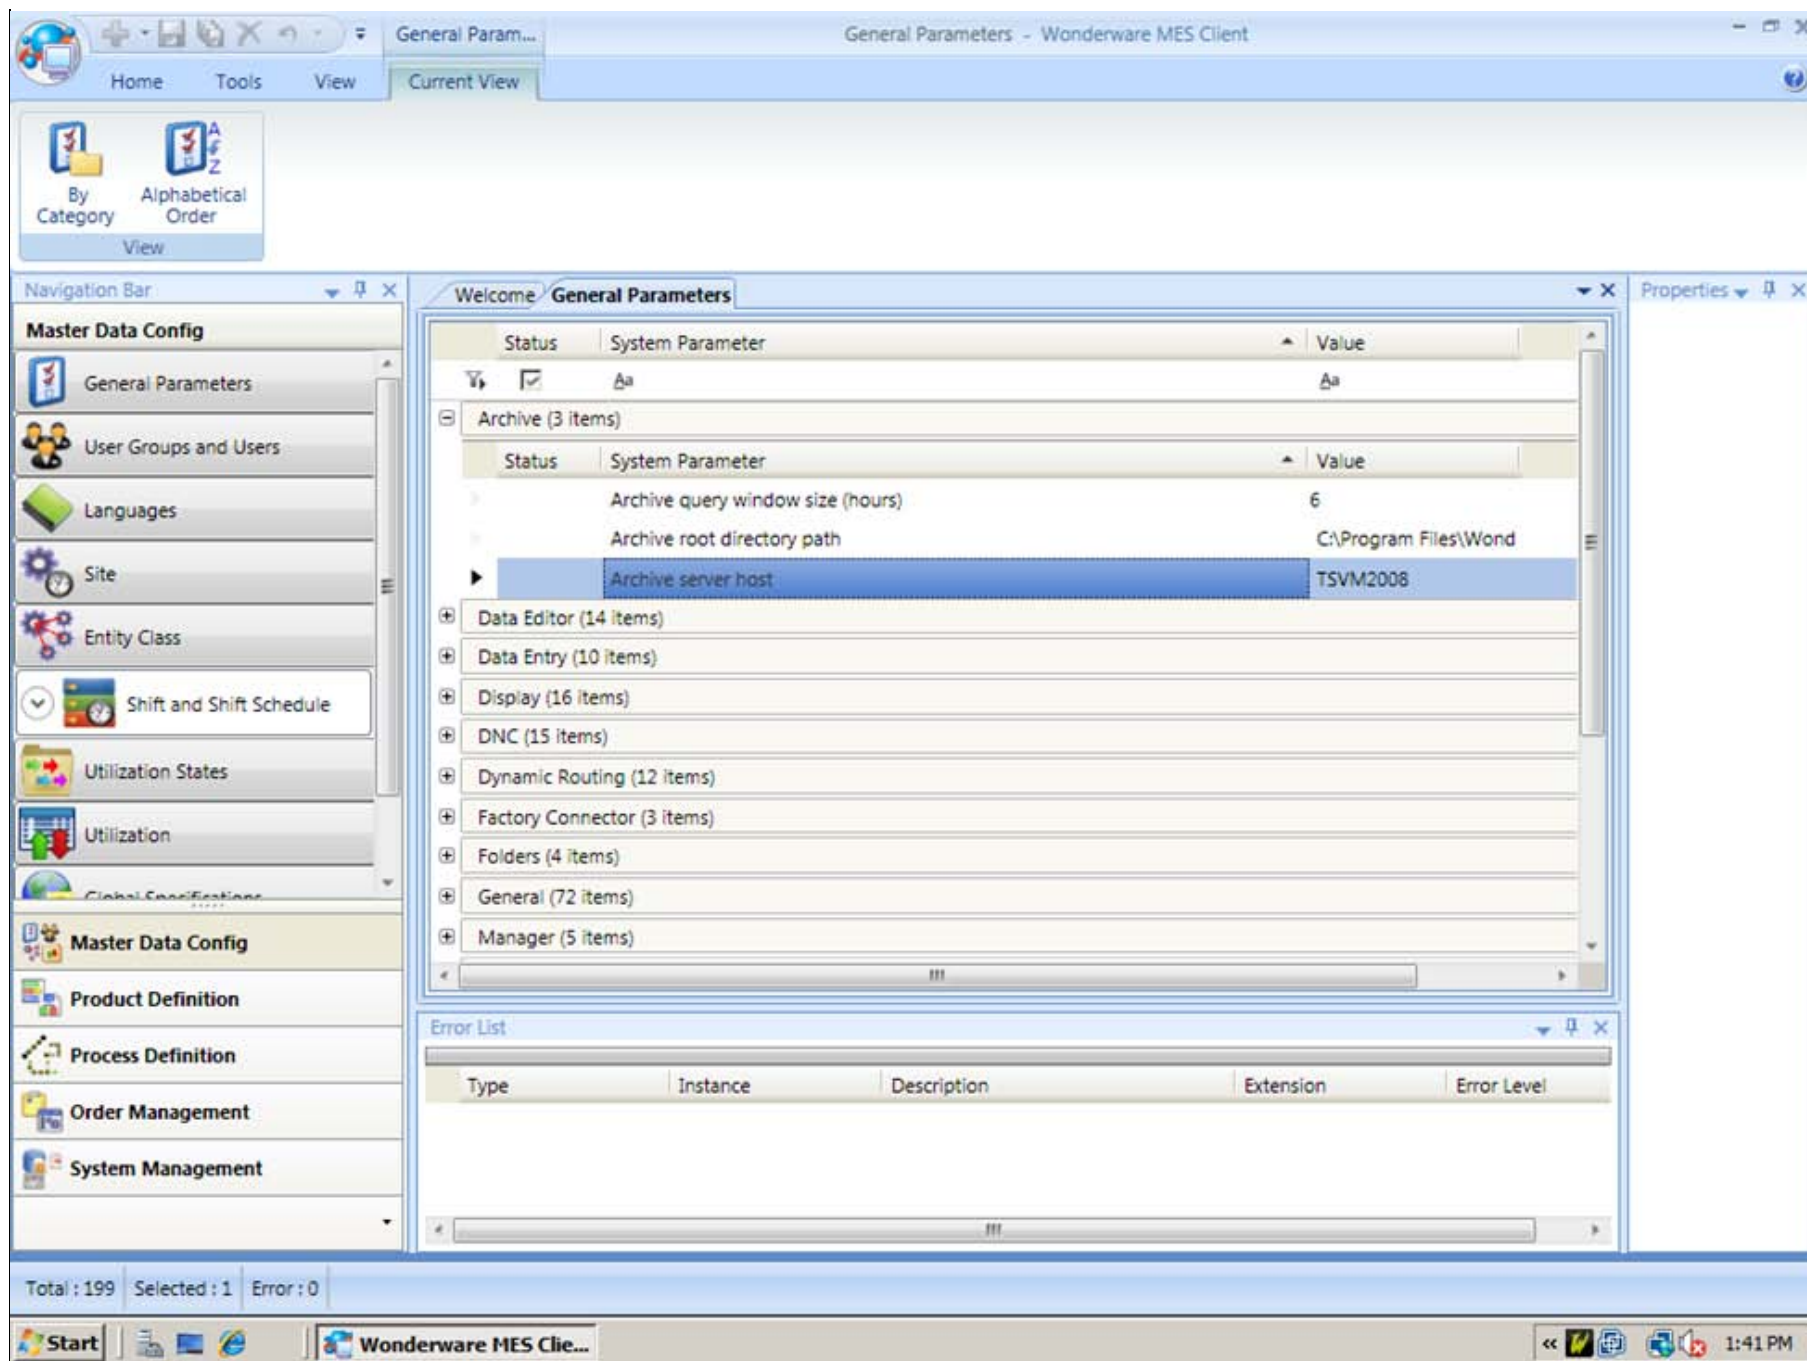 General Param...
General Parameters - Wonderware MES Client
Home
Tools
View
Current View
By Category
Alphabetical Order
View
Navigation Bar
Master Data Config
General Parameters
User Groups and Users
Languages
Site
Entity Class
Shift and Shift Schedule
Utilization States
Utilization
Global Specifications
Master Data Config
Product Definition
Process Definition
Order Management
System Management
Welcome
General Parameters
Status System Parameter Value
Aa Aa
Archive (3 items)
Status System Parameter Value
Archive query window size (hours) 6
Archive root directory path C:\Program Files\Wond
Archive server host TSVM2008
Data Editor (14 items)
Data Entry (10 items)
Display (16 items)
DNC (15 items)
Dynamic Routing (12 items)
Factory Connector (3 items)
Folders (4 items)
General (72 items)
Manager (5 items)
Error List
Type Instance Description Extension Error Level
Properties
Total : 199 Selected : 1 Error : 0
Start
Wonderware MES Clie...
1:41 PM